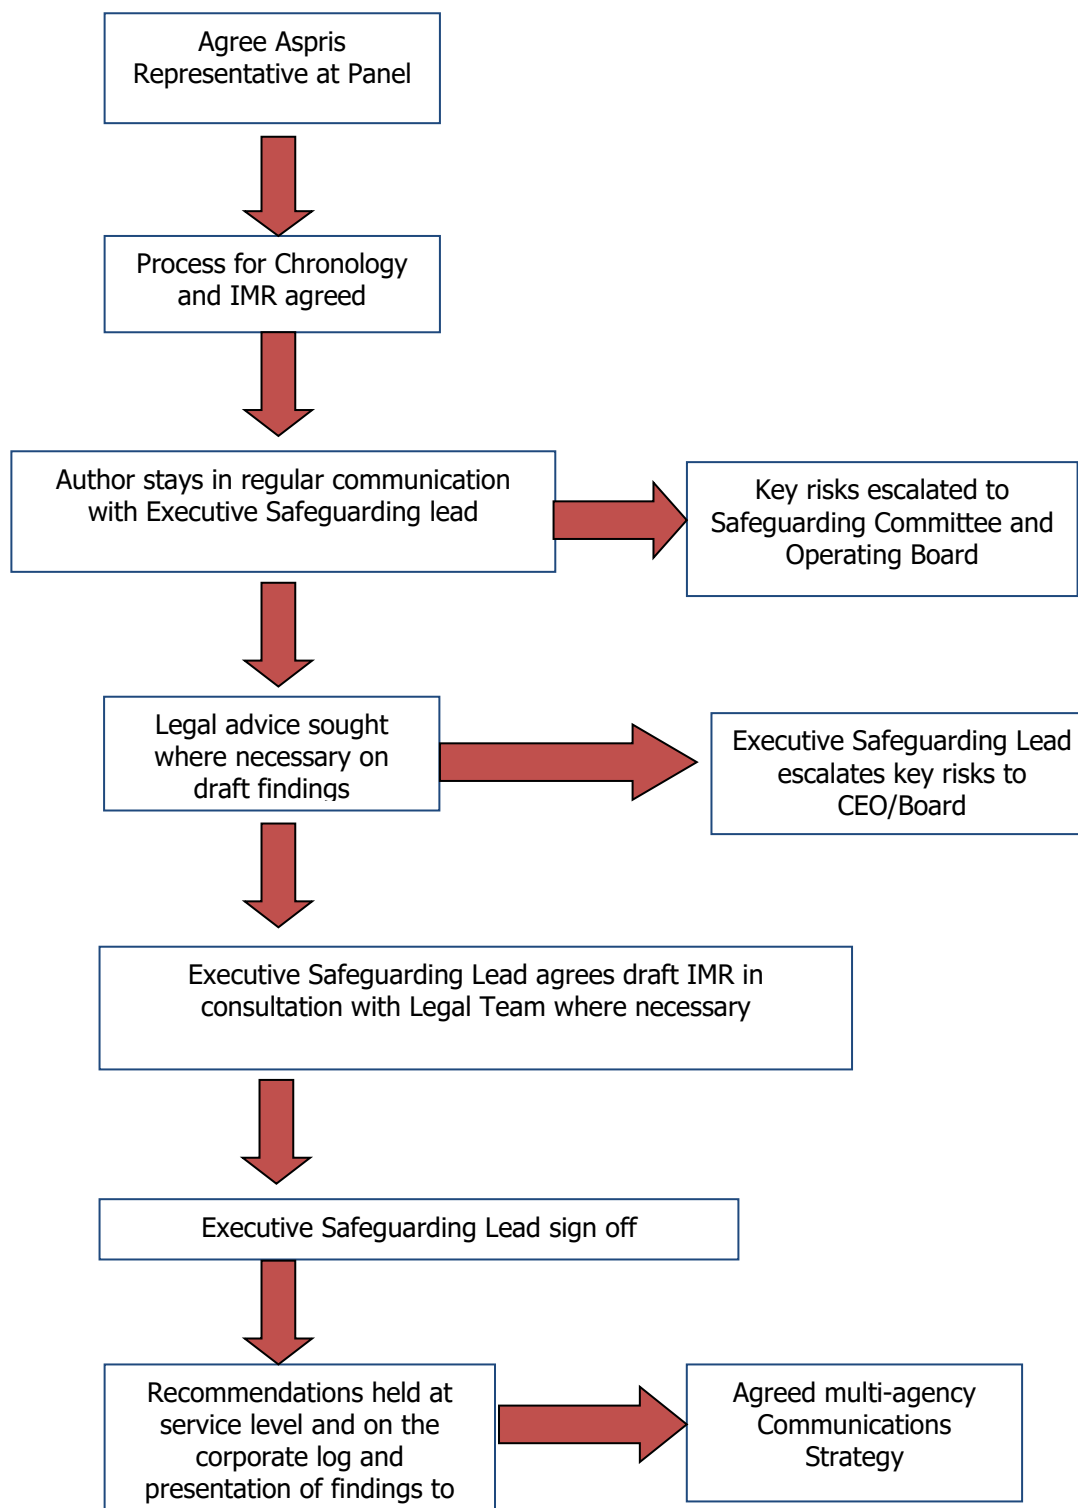 Agree Aspris
Representative at Panel
Process for Chronology
and IMR agreed
Author stays in regular communication
with Executive Safeguarding lead
Key risks escalated to
Safeguarding Committee and
Operating Board
Legal advice sought
where necessary on
draft findings
Executive Safeguarding Lead
escalates key risks to
CEO/Board
Executive Safeguarding Lead agrees draft IMR in
consultation with Legal Team where necessary
Executive Safeguarding Lead sign off
Recommendations held at
service level and on the
corporate log and
presentation of findings to
Agreed multi-agency
Communications
Strategy